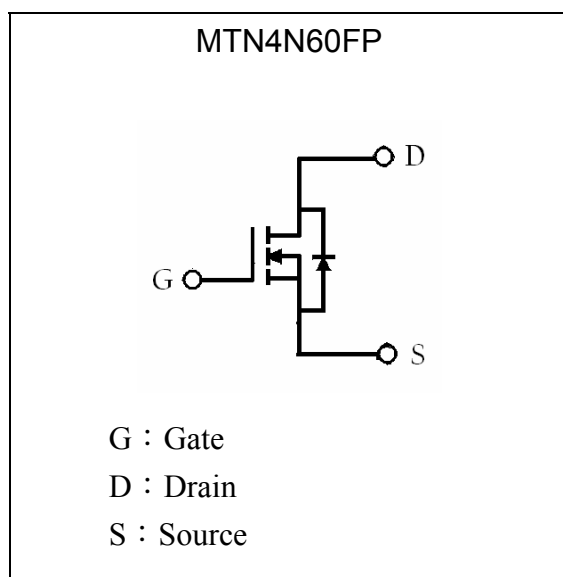 MTN4N60FP
D
G
S
G：Gate
D：Drain
S：Source